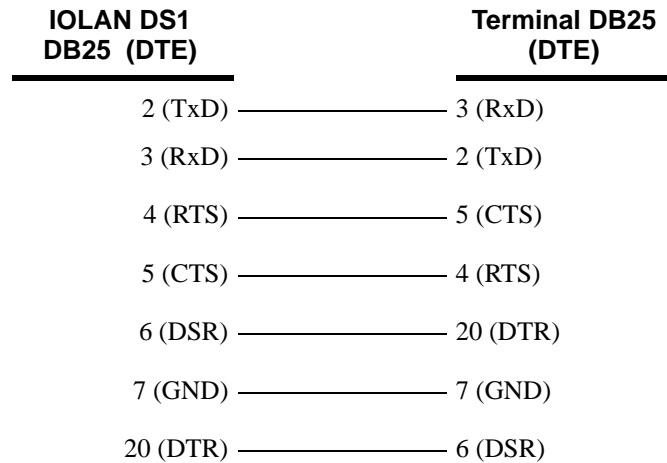 IOLAN DS1
DB25 (DTE)
Terminal DB25
(DTE)
2 (TxD) 3 (RxD)
3 (RxD) 2 (TxD)
4 (RTS) 5 (CTS)
5 (CTS) 4 (RTS)
6 (DSR) 20 (DTR)
7 (GND) 7 (GND)
20 (DTR) 6 (DSR)